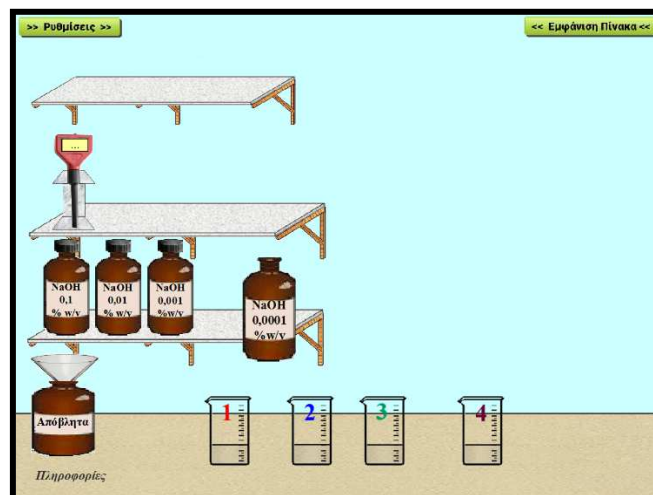 >> Ρυθμίσεις >>
<< Εμφάνιση Πίνακα <<
...
NaOH
0,1
% w/v
NaOH
0,01
% w/v
NaOH
0,001
%w/v
NaOH
0,0001
%w/v
Απόβλητα
1
2
3
4
Πληροφορίες